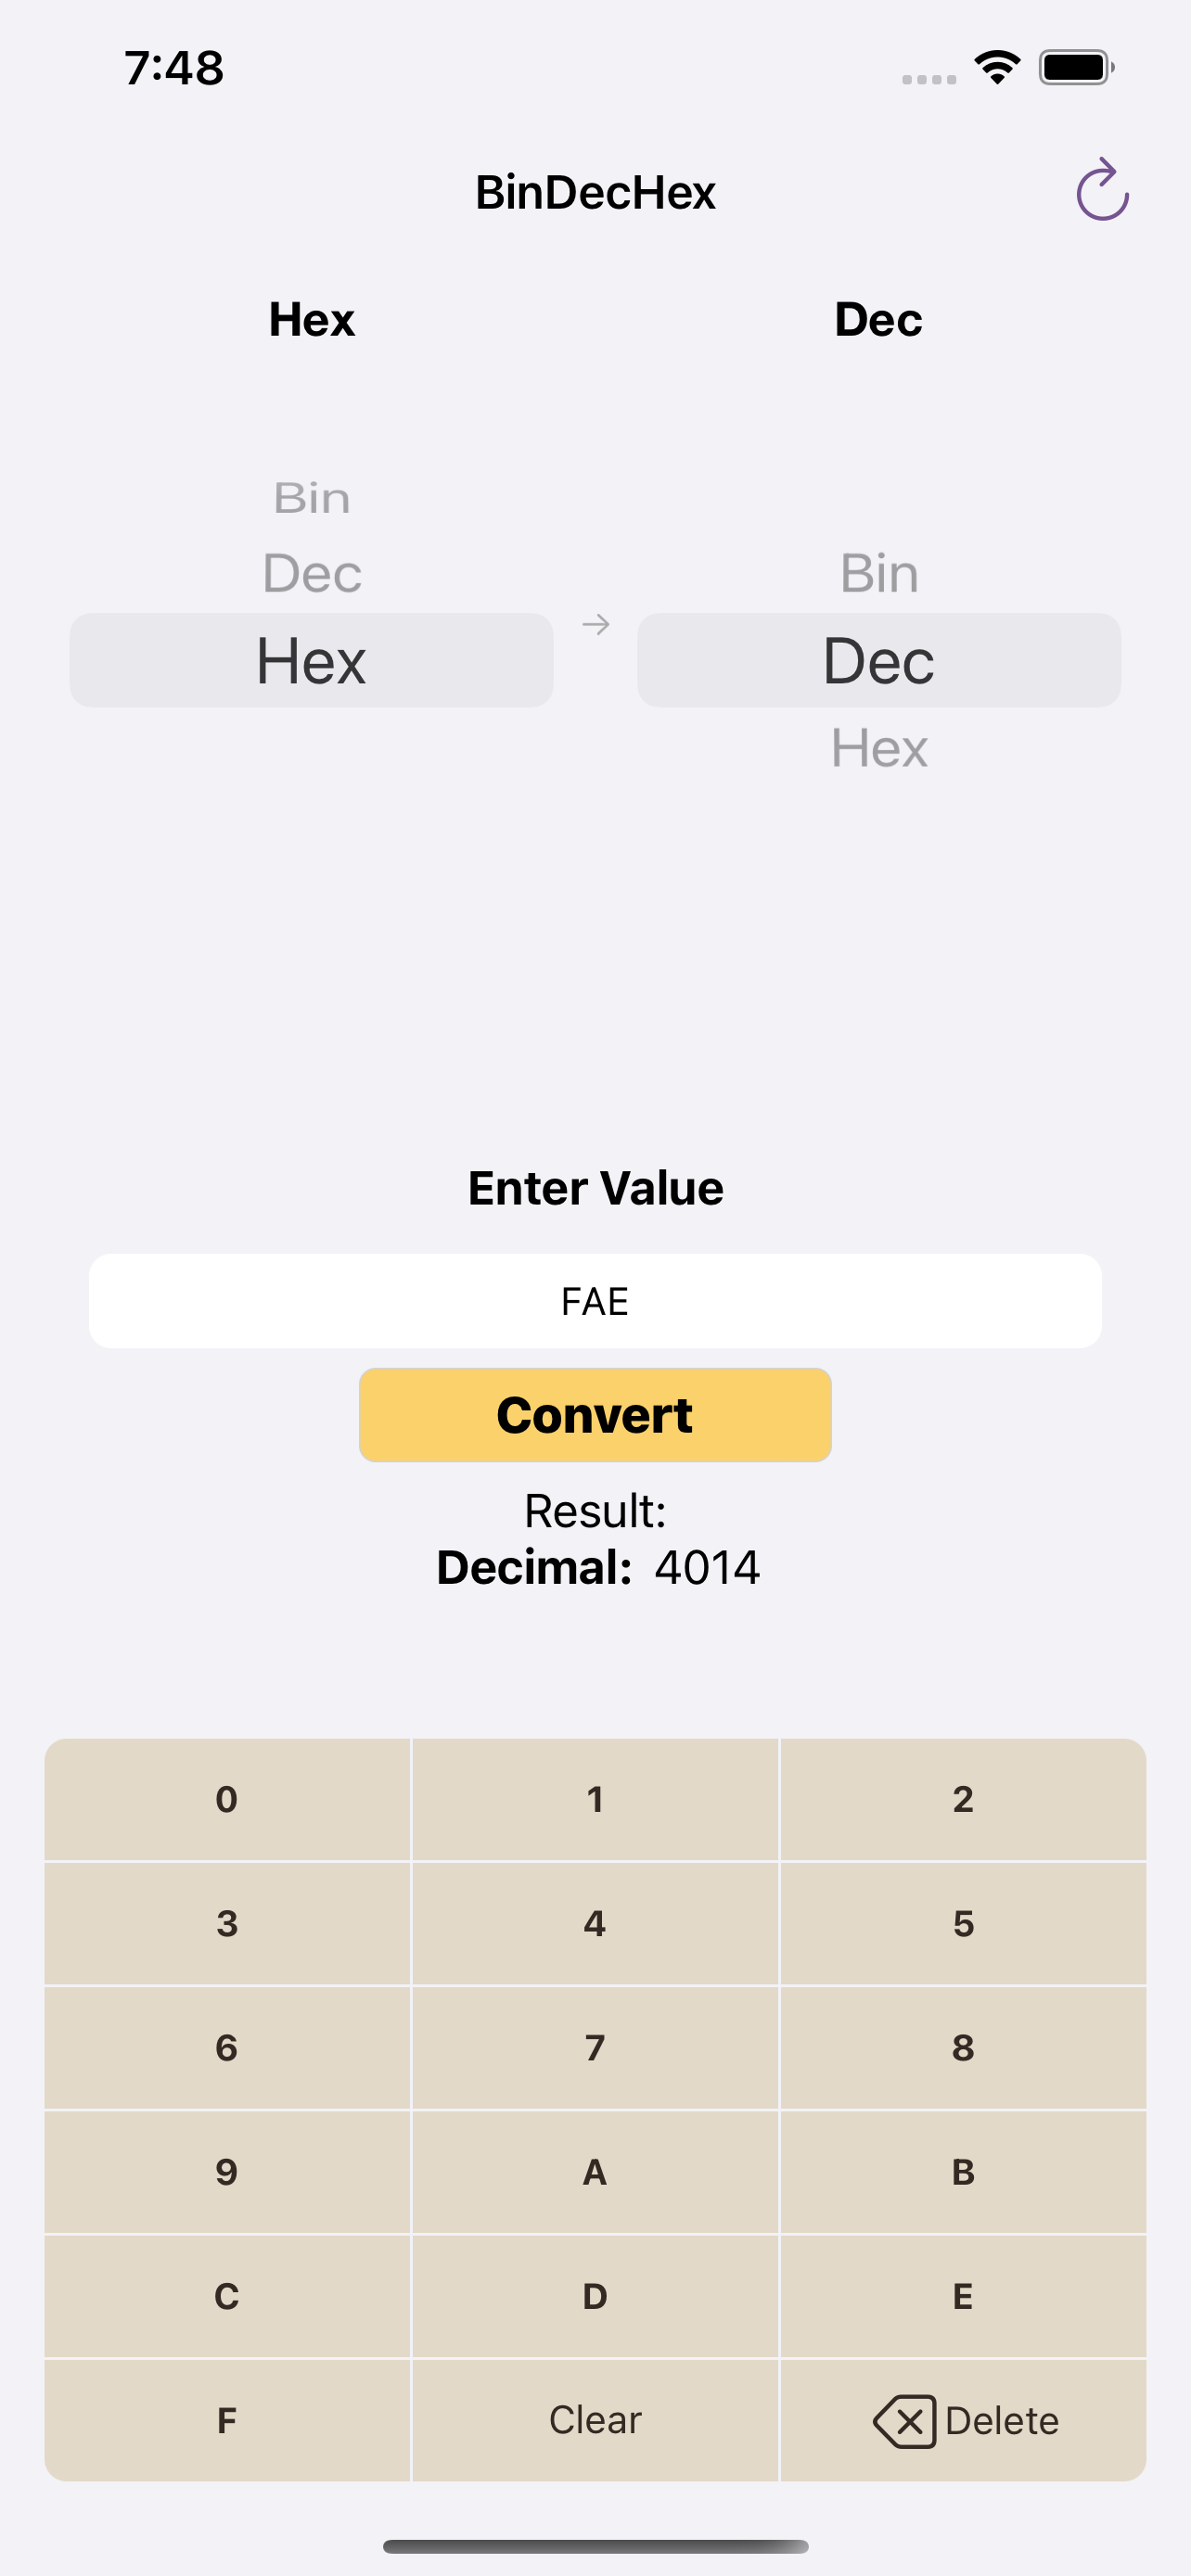 7:48
BinDecHex
Hex Dec
Bin
Dec Bin
Hex → Dec
Hex
Enter Value
FAE
Convert
Result:
Decimal: 4014
0 1 2
3 4 5
6 7 8
9 A B
C D E
F Clear Delete